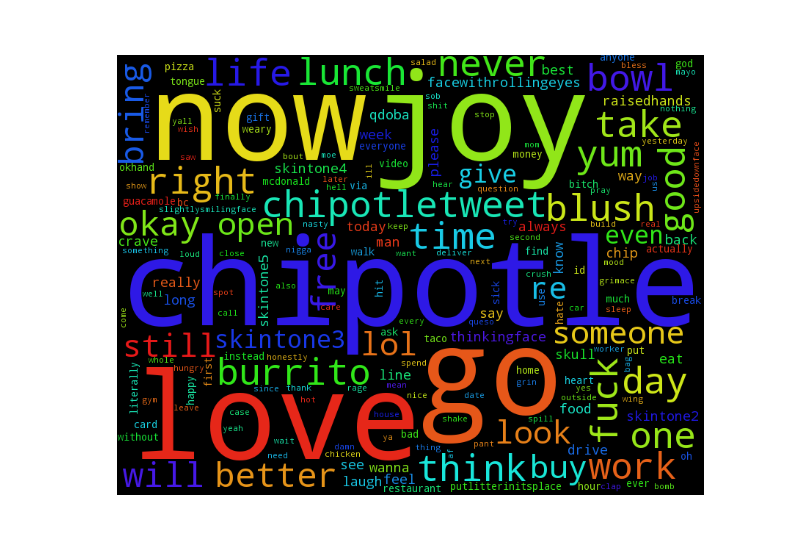 pizza
tongue
life
suck
lunch
sweatsmile
salad
never
facewithrollingeyes
best
anyone
bless
god
mayo
bowl
nothing
bring
remember
now
joy
yall
wish
gift
weary
qdoba
week
everyone
sob
shit
stop
raisedhands
take
mom
money
yesterday
okhand
saw
bout
moe
video
please
yum
good
upsidedownface
show
finally
skintone4
mcdonald
later
hell
ill
via
hear
give
question
bitch
way
job
us
pray
right
guacamole
bc
slightlysmilingface
nasty
chipotletweet
blush
okay
open
something
loud
close
free
today
keep
man
time
try
always
build
real
even
back
crave
new
walk
want
deliver
second
find
know
chip
actually
really
long
well
spot
also
call
skintone5
nigga
may
care
hit
chipotle
next
sick
re
crush
use
id
hate
car
mood
fire
grimace
much
sleep
break
come
say
still
skintone3
lol
ask
every
taco
queso
thinkingface
someone
skull
put
eat
whole
hungry
instead
honestly
first
burrito
line
spend
go
home
grin
heart
worker
bag
yes
outside
wing
fuck
day
literally
gym
leave
happy
since
thank
rage
mean
nice
date
food
skintone2
love
card
without
case
yeah
hot
house
shake
spill
look
one
oh
wait
damn
ya
bad
pant
thing
af
drive
will
better
need
chicken
see
laugh
wanna
feel
restaurant
think
buy
putlitterinitsplace
work
hour
clap
ever
bomb